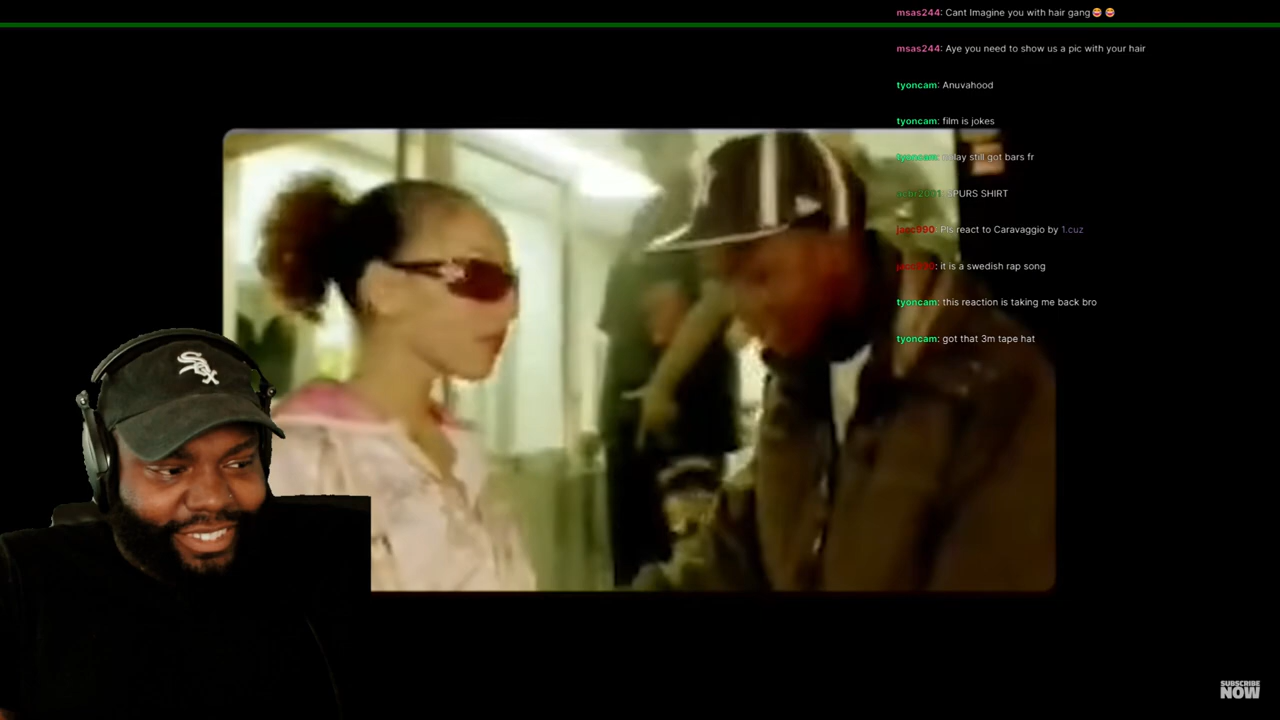 msas244: Cant Imagine you with hair gang😂😂
msas244: Aye you need to show us a pic with your hair
tyoncam: Anuvahood
tyoncam: film is jokes
tyoncam: still got bars fr
SPURS SHIRT
Pls react to Caravaggio by 1.cuz
it is a swedish rap song
tyoncam: this reaction is taking me back bro
tyoncam: got that 3m tape hat
Sox
SUBSCRIBE
NOW